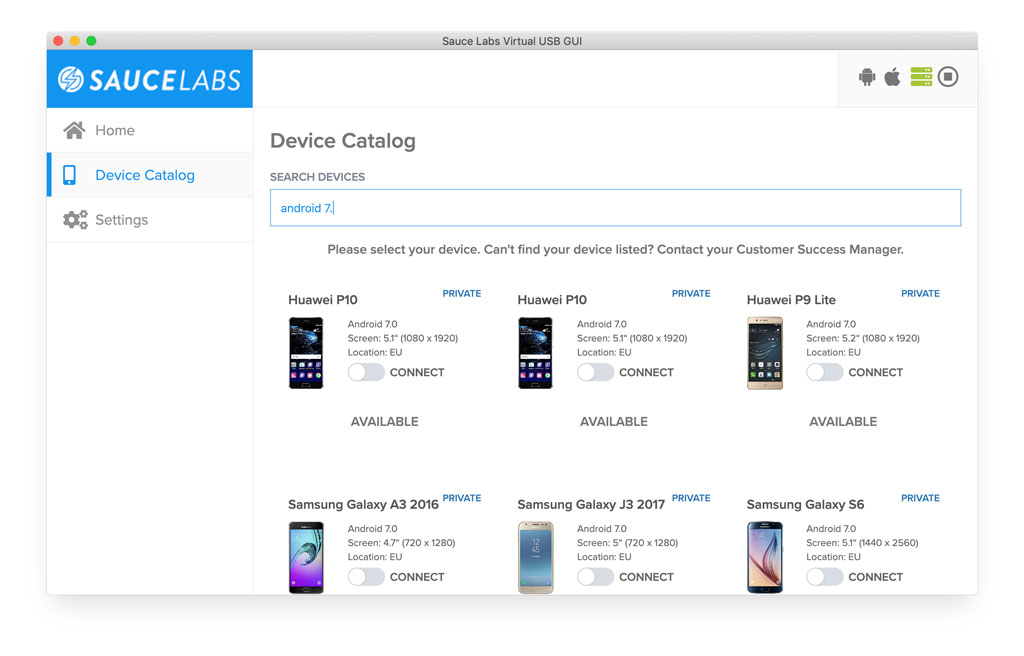 Sauce Labs Virtual USB GUI
SAUCELABS
Home
Device Catalog
Settings
Device Catalog
SEARCH DEVICES
android 7.
Please select your device. Can't find your device listed? Contact your Customer Success Manager.
Huawei P10
PRIVATE
Android 7.0
Screen: 5.1" (1080 x 1920)
Location: EU
CONNECT
AVAILABLE
Huawei P10
PRIVATE
Android 7.0
Screen: 5.1" (1080 x 1920)
Location: EU
CONNECT
AVAILABLE
Huawei P9 Lite
PRIVATE
Android 7.0
Screen: 5.2" (1080 x 1920)
Location: EU
CONNECT
AVAILABLE
Samsung Galaxy A3 2016
PRIVATE
Android 7.0
Screen: 4.7" (720 x 1280)
Location: EU
CONNECT
Samsung Galaxy J3 2017
PRIVATE
Android 7.0
Screen: 5" (720 x 1280)
Location: EU
CONNECT
Samsung Galaxy S6
PRIVATE
Android 7.0
Screen: 5.1" (1440 x 2560)
Location: EU
CONNECT